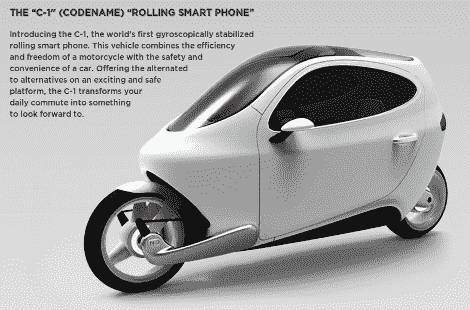 THE “C-1” (CODENAME) “ROLLING SMART PHONE”
Introducing the C-1, the world's first gyroscopically stabilized
rolling smart phone. This vehicle combines the efficiency
and freedom of a motorcycle with the safety and
convenience of a car. Offering the alternated
to alternatives on an exciting and safe
platform, the C-1 transforms your
daily commute into something
to look forward to.